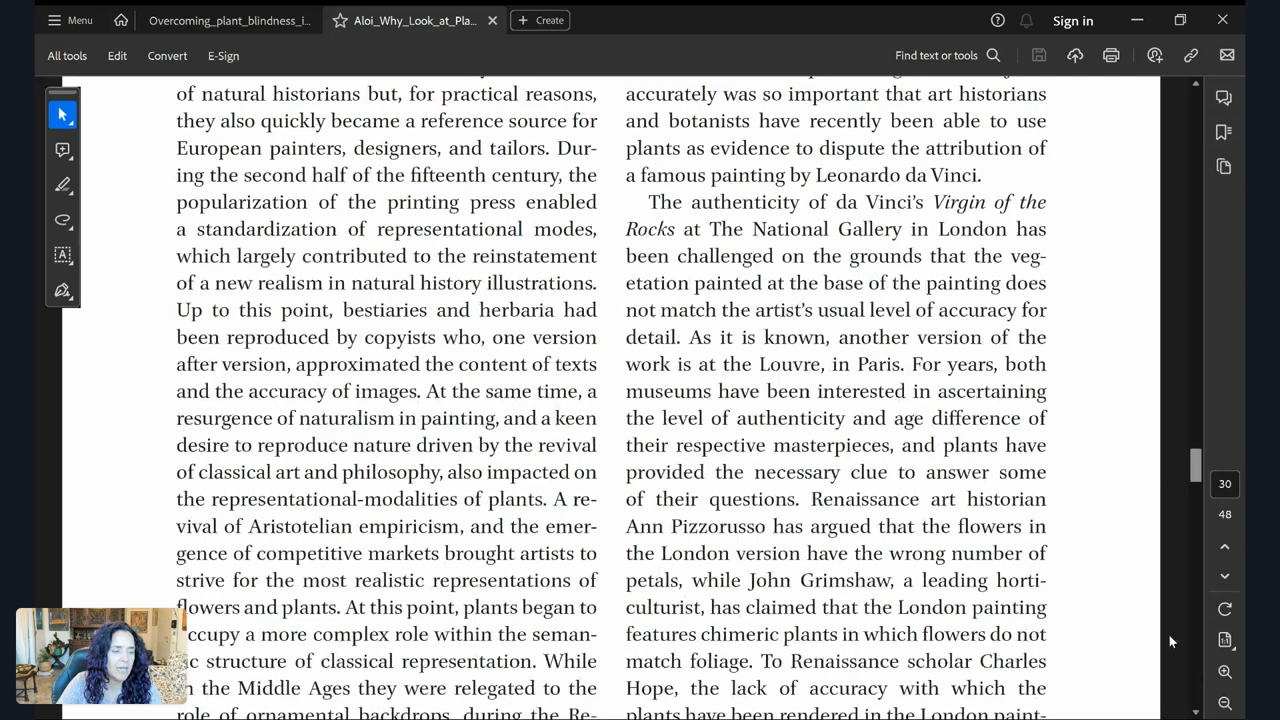 Menu
Overcoming_plant_blindness_i...
Aloi_Why_Look_at_Pla...
Create
Sign in
All tools
Edit
Convert
E-Sign
Find text or tools
of natural historians but, for practical reasons,
they also quickly became a reference source for
European painters, designers, and tailors. Dur-
ing the second half of the fifteenth century, the
popularization of the printing press enabled
a standardization of representational modes,
which largely contributed to the reinstatement
of a new realism in natural history illustrations.
Up to this point, bestiaries and herbaria had
been reproduced by copyists who, one version
after version, approximated the content of texts
and the accuracy of images. At the same time, a
resurgence of naturalism in painting, and a keen
desire to reproduce nature driven by the revival
of classical art and philosophy, also impacted on
the representational-modalities of plants. A re-
vival of Aristotelian empiricism, and the emer-
gence of competitive markets brought artists to
strive for the most realistic representations of
flowers and plants. At this point, plants began to
occupy a more complex role within the seman-
ic structure of classical representation. While
n the Middle Ages they were relegated to the
role of ornamental backdrops, during the Re-
accurately was so important that art historians
and botanists have recently been able to use
plants as evidence to dispute the attribution of
a famous painting by Leonardo da Vinci.
The authenticity of da Vinci's Virgin of the
Rocks at The National Gallery in London has
been challenged on the grounds that the veg-
etation painted at the base of the painting does
not match the artist's usual level of accuracy for
detail. As it is known, another version of the
work is at the Louvre, in Paris. For years, both
museums have been interested in ascertaining
the level of authenticity and age difference of
their respective masterpieces, and plants have
provided the necessary clue to answer some
of their questions. Renaissance art historian
Ann Pizzorusso has argued that the flowers in
the London version have the wrong number of
petals, while John Grimshaw, a leading horti-
culturist, has claimed that the London painting
features chimeric plants in which flowers do not
match foliage. To Renaissance scholar Charles
Hope, the lack of accuracy with which the
plants have been rendered in the London paint-
30
48